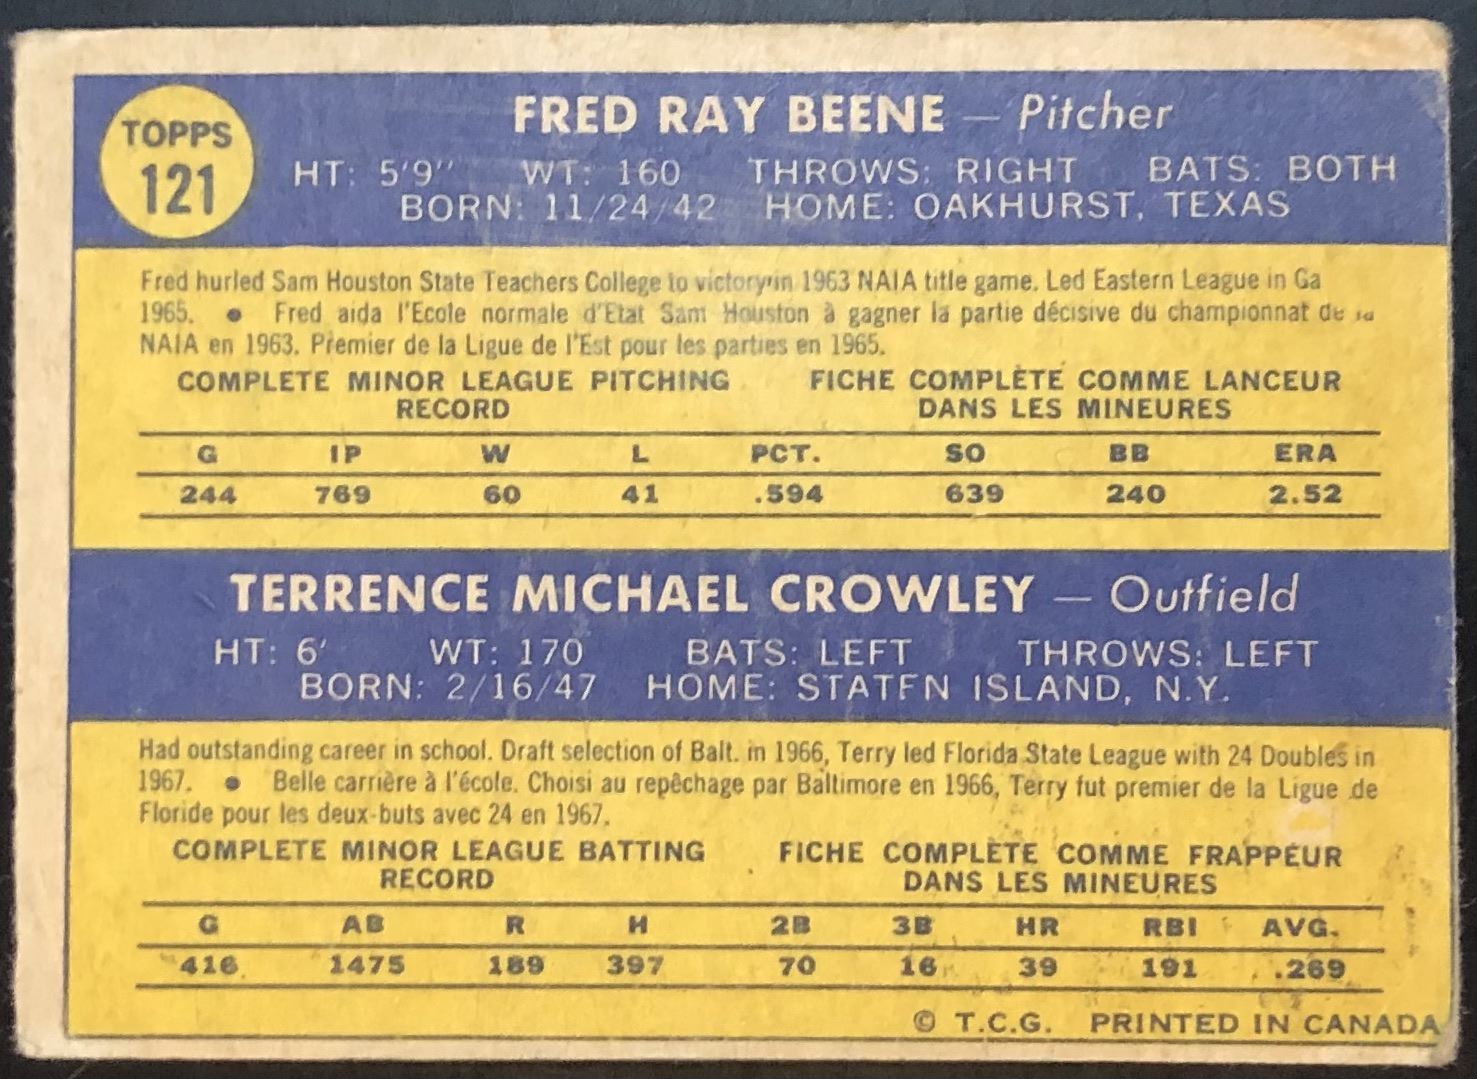 TOPPS
121
FRED RAY BEENE — Pitcher
HT: 5'9" WT: 160 THROWS: RIGHT BATS: BOTH
BORN: 11/24/42 HOME: OAKHURST, TEXAS
Fred hurled Sam Houston State Teachers College to victory in 1963 NAIA title game. Led Eastern League in Ga
1965. • Fred aida l'Ecole normale d'Etat Sam Houston à gagner la partie décisive du championnat de la
NAIA en 1963. Premier de la Ligue de l'Est pour les parties en 1965.
COMPLETE MINOR LEAGUE PITCHING FICHE COMPLÈTE COMME LANCEUR
RECORD DANS LES MINEURES
G IP W L PCT. SO BB ERA
244 769 60 41 .594 639 240 2.52
TERRENCE MICHAEL CROWLEY — Outfield
HT: 6' WT: 170 BATS: LEFT THROWS: LEFT
BORN: 2/16/47 HOME: STATEN ISLAND, N.Y.
Had outstanding career in school. Draft selection of Balt. in 1966, Terry led Florida State League with 24 Doubles in
1967. • Belle carrière à l'école. Choisi au repêchage par Baltimore en 1966, Terry fut premier de la Ligue de
Floride pour les deux-buts avec 24 en 1967.
COMPLETE MINOR LEAGUE BATTING FICHE COMPLÈTE COMME FRAPPEUR
RECORD DANS LES MINEURES
G AB R H 2B 3B HR RBI AVG.
416 1475 189 397 70 16 39 191 .269
© T.C.G. PRINTED IN CANADA